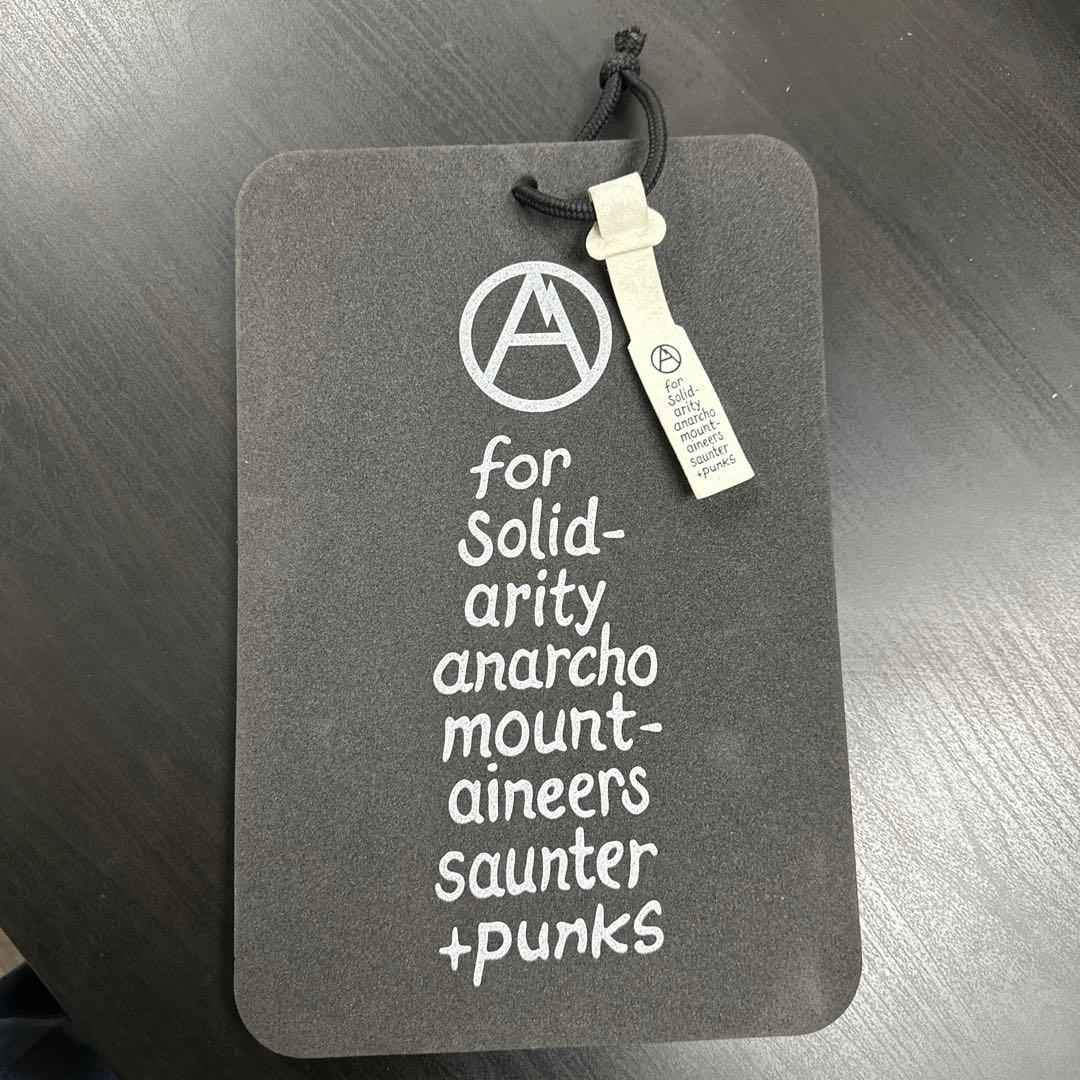 A
for
solid-
arity
anarcho
mount-
aineers
saunter
+punks
A
for
solid-
arity
anarcho
mount-
aineers
saunter
+punks